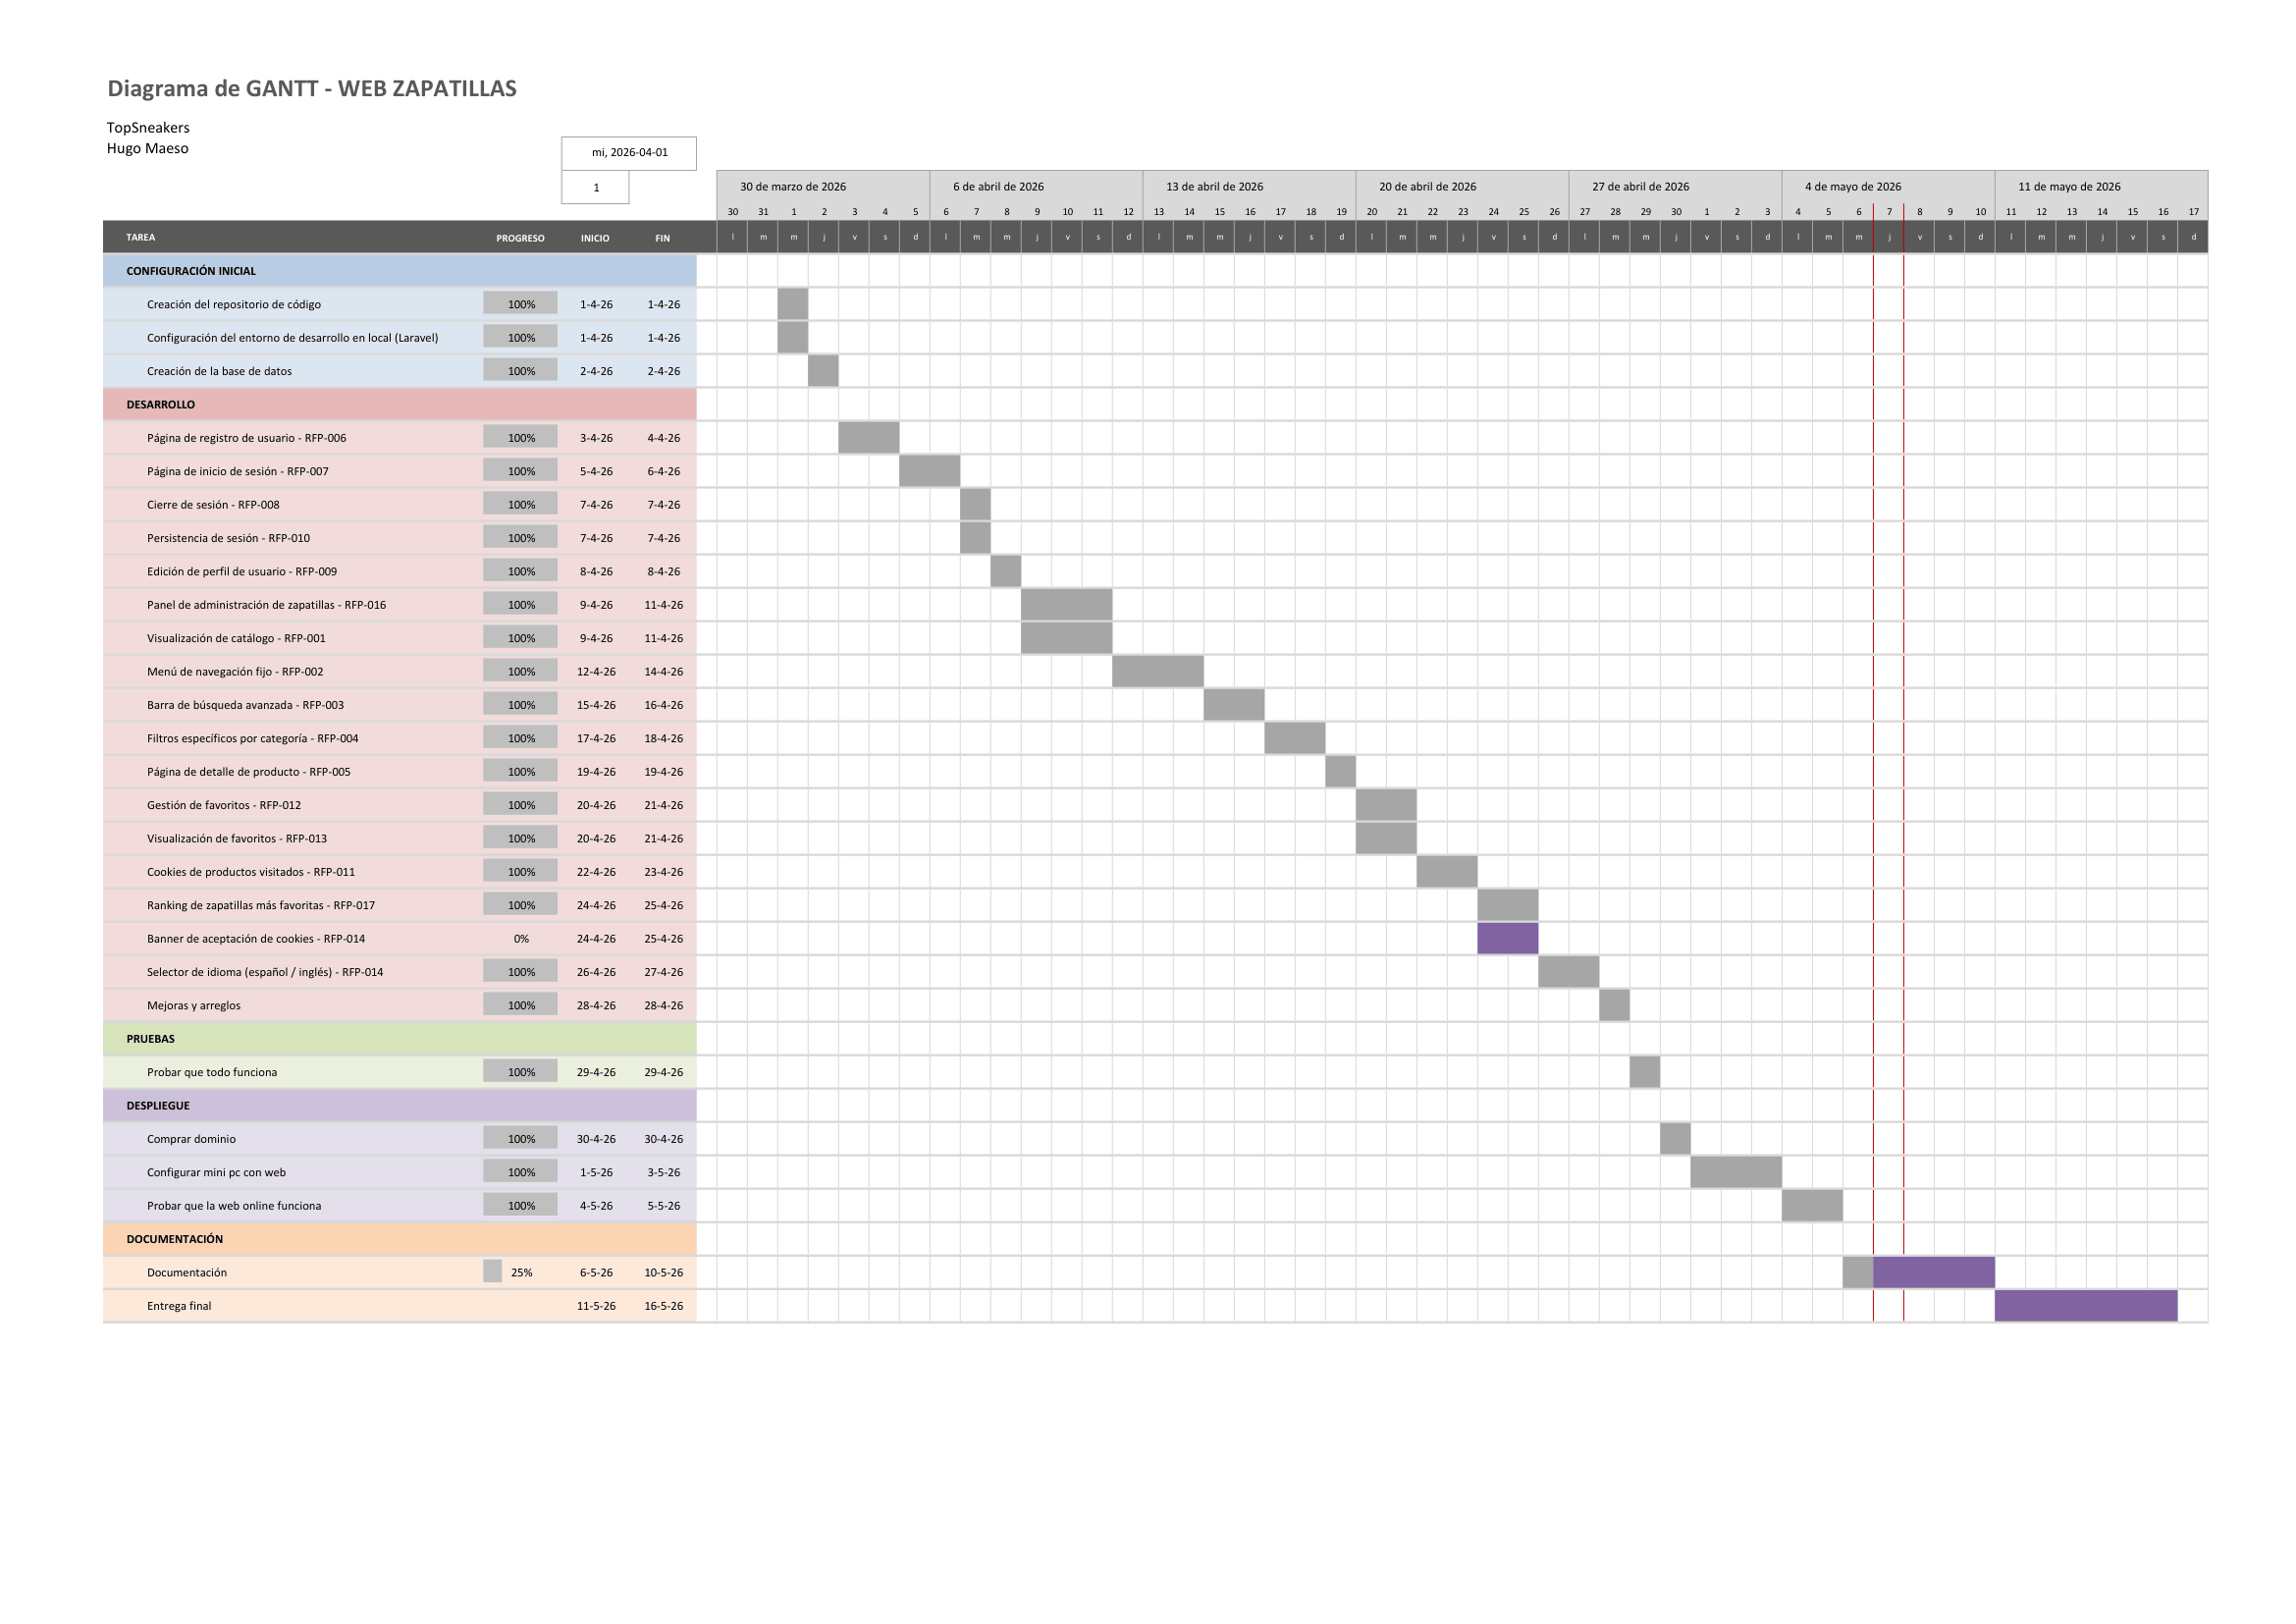 Diagrama de GANTT - WEB ZAPATILLAS
TopSneakers
Hugo Maeso
mi, 2026-04-01
1
30 de marzo de 2026 6 de abril de 2026 13 de abril de 2026 20 de abril de 2026 27 de abril de 2026 4 de mayo de 2026 11 de mayo de 2026
30 31 1 2 3 4 5 6 7 8 9 10 11 12 13 14 15 16 17 18 19 20 21 22 23 24 25 26 27 28 29 30 1 2 3 4 5 6 7 8 9 10 11 12 13 14 15 16 17
TAREA PROGRESO INICIO FIN l m m j v s d l m m j v s d l m m j v s d l m m j v s d l m m j v s d l m m j v s d l m m j v s d
CONFIGURACIÓN INICIAL
Creación del repositorio de código 100% 1-4-26 1-4-26
Configuración del entorno de desarrollo en local (Laravel) 100% 1-4-26 1-4-26
Creación de la base de datos 100% 2-4-26 2-4-26
DESARROLLO
Página de registro de usuario - RFP-006 100% 3-4-26 4-4-26
Página de inicio de sesión - RFP-007 100% 5-4-26 6-4-26
Cierre de sesión - RFP-008 100% 7-4-26 7-4-26
Persistencia de sesión - RFP-010 100% 7-4-26 7-4-26
Edición de perfil de usuario - RFP-009 100% 8-4-26 8-4-26
Panel de administración de zapatillas - RFP-016 100% 9-4-26 11-4-26
Visualización de catálogo - RFP-001 100% 9-4-26 11-4-26
Menú de navegación fijo - RFP-002 100% 12-4-26 14-4-26
Barra de búsqueda avanzada - RFP-003 100% 15-4-26 16-4-26
Filtros específicos por categoría - RFP-004 100% 17-4-26 18-4-26
Página de detalle de producto - RFP-005 100% 19-4-26 19-4-26
Gestión de favoritos - RFP-012 100% 20-4-26 21-4-26
Visualización de favoritos - RFP-013 100% 20-4-26 21-4-26
Cookies de productos visitados - RFP-011 100% 22-4-26 23-4-26
Ranking de zapatillas más favoritas - RFP-017 100% 24-4-26 25-4-26
Banner de aceptación de cookies - RFP-014 0% 24-4-26 25-4-26
Selector de idioma (español / inglés) - RFP-014 100% 26-4-26 27-4-26
Mejoras y arreglos 100% 28-4-26 28-4-26
PRUEBAS
Probar que todo funciona 100% 29-4-26 29-4-26
DESPLIEGUE
Comprar dominio 100% 30-4-26 30-4-26
Configurar mini pc con web 100% 1-5-26 3-5-26
Probar que la web online funciona 100% 4-5-26 5-5-26
DOCUMENTACIÓN
Documentación 25% 6-5-26 10-5-26
Entrega final 11-5-26 16-5-26